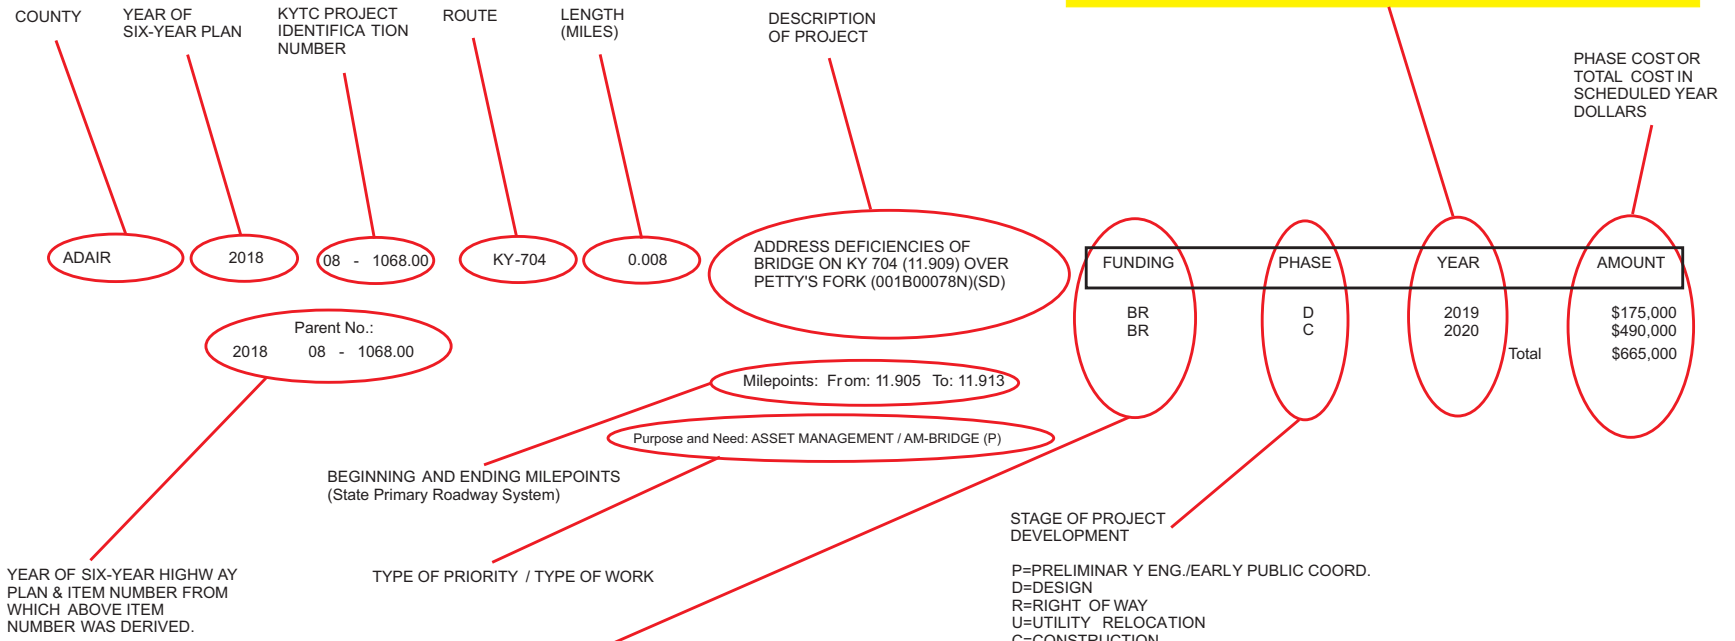 COUNTY
YEAR OF
SIX-YEAR PLAN
KYTC PROJECT
IDENTIFICA TION
NUMBER
ROUTE
LENGTH
(MILES)
DESCRIPTION
OF PROJECT
PHASE COST OR
TOTAL COST IN
SCHEDULED YEAR
DOLLARS
ADAIR
2018
08 - 1068.00
KY-704
0.008
ADDRESS DEFICIENCIES OF
BRIDGE ON KY 704 (11.909) OVER
PETTY'S FORK (001B00078N)(SD)
FUNDING PHASE YEAR AMOUNT
BR D 2019 $175,000
BR C 2020 $490,000
Total $665,000
Parent No.:
2018 08 - 1068.00
Milepoints: From: 11.905 To: 11.913
Purpose and Need: ASSET MANAGEMENT / AM-BRIDGE (P)
BEGINNING AND ENDING MILEPOINTS
(State Primary Roadway System)
TYPE OF PRIORITY / TYPE OF WORK
YEAR OF SIX-YEAR HIGHW AY
PLAN & ITEM NUMBER FROM
WHICH ABOVE ITEM
NUMBER WAS DERIVED.
STAGE OF PROJECT
DEVELOPMENT
P=PRELIMINAR Y ENG./EARLY PUBLIC COORD.
D=DESIGN
R=RIGHT OF WAY
U=UTILITY RELOCATION
C=CONSTRUCTION